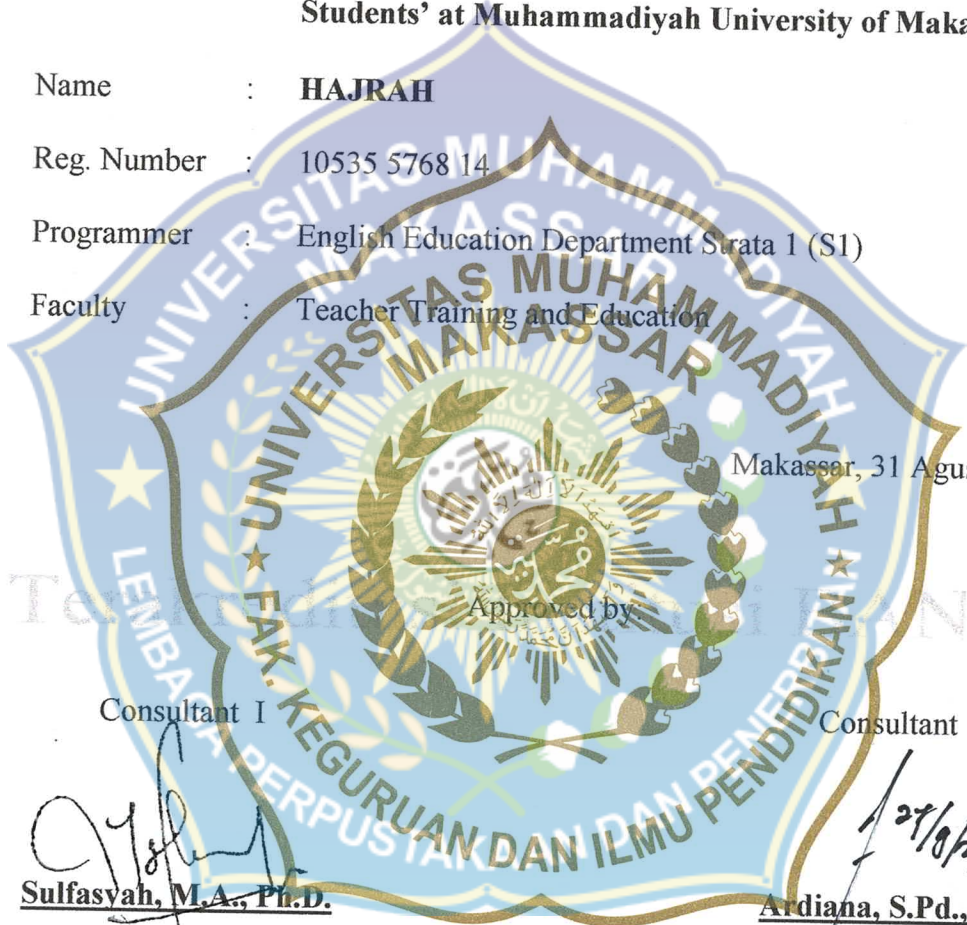 Students’ at Muhammadiyah University of Maka
Name : HAJRAH
Reg. Number : 10535 5768 14
Programmer : English Education Department Strata 1 (S1)
Faculty : Teacher Training and Education
UNIVERSITAS MUHAMMADIYAH
MAKASSAR
UNIVERSITAS MUHAMMADIYAH
MAKASSAR
Makassar, 31 Agu
Approved by:
Consultant I
Consultant
FAK. KEGURUAN DAN ILMU PENDIDIKAN
LEMBAGA PERPUSTAKAAN DAN PENERBITAN
Sulfasyah, M.A., Ph.D.
Ardiana, S.Pd.,